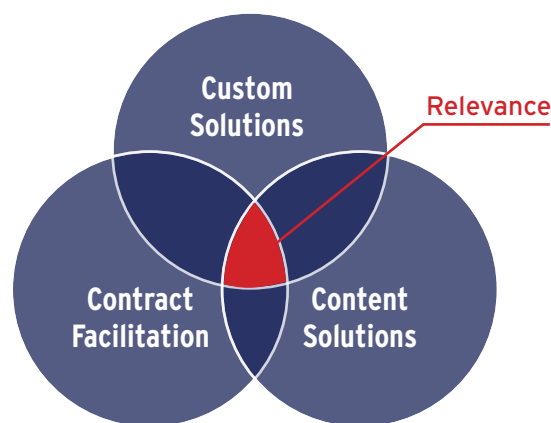 Custom
Solutions
Relevance
Contract
Facilitation
Content
Solutions